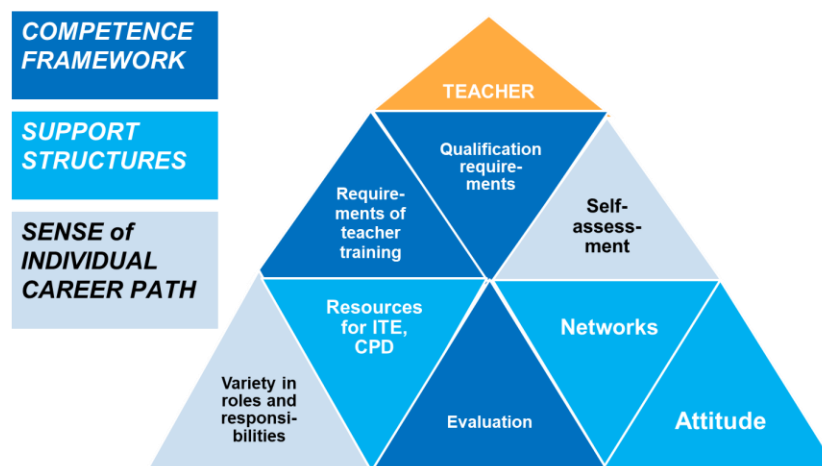 COMPETENCE
FRAMEWORK
SUPPORT
STRUCTURES
SENSE of
INDIVIDUAL
CAREER PATH
TEACHER
Require-
ments of
teacher
training
Qualification
require-
ments
Self-
assess-
ment
Variety in
roles and
responsi-
bilities
Resources
for ITE,
CPD
Evaluation
Networks
Attitude